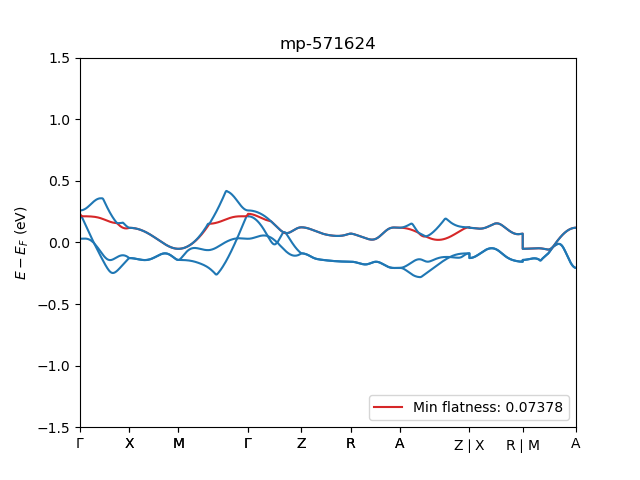 mp-571624
E − E_F (eV)
1.5
1.0
0.5
0.0
−0.5
−1.0
−1.5
Min flatness: 0.07378
Γ X M Γ Z R A Z | X R | M A